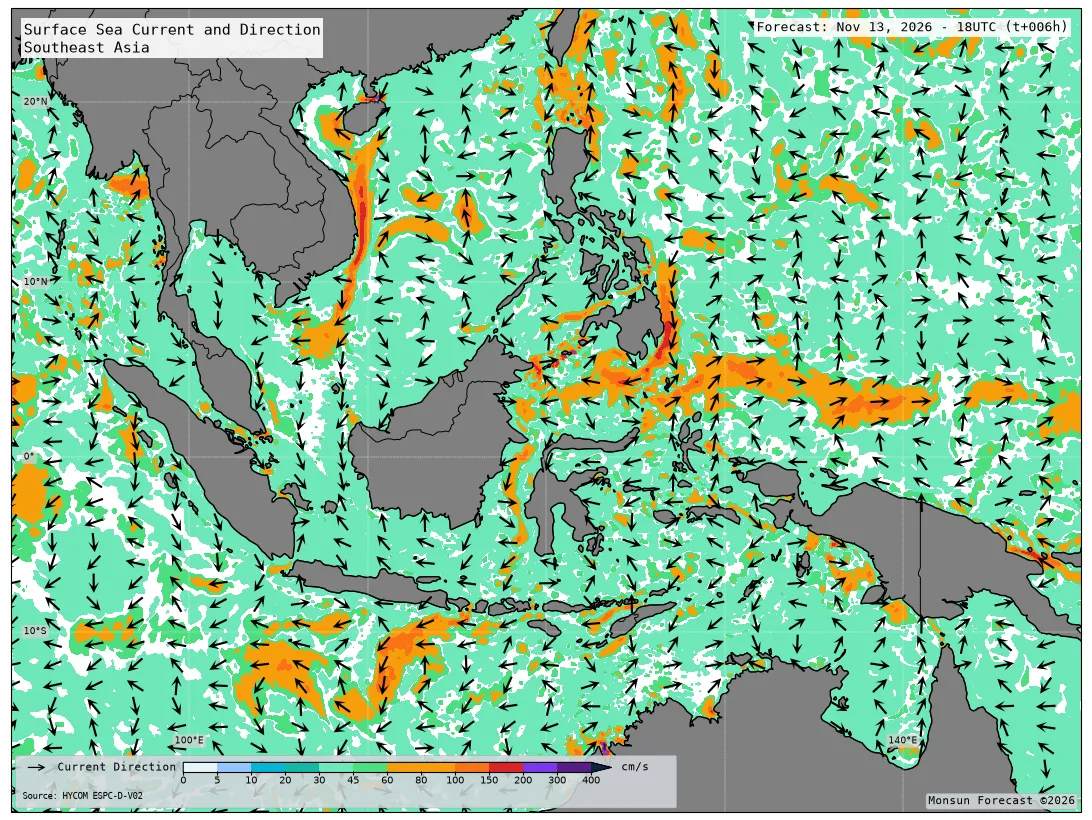 Surface Sea Current and Direction
Southeast Asia
Forecast: Nov 13, 2026 - 18UTC (t+006h)
20°N
10°N
0°
10°S
100°E
140°E
Current Direction
0 5 10 20 30 45 60 80 100 150 200 300 400
cm/s
Source: HYCOM ESPC-D-V02
Monsun Forecast ©2026